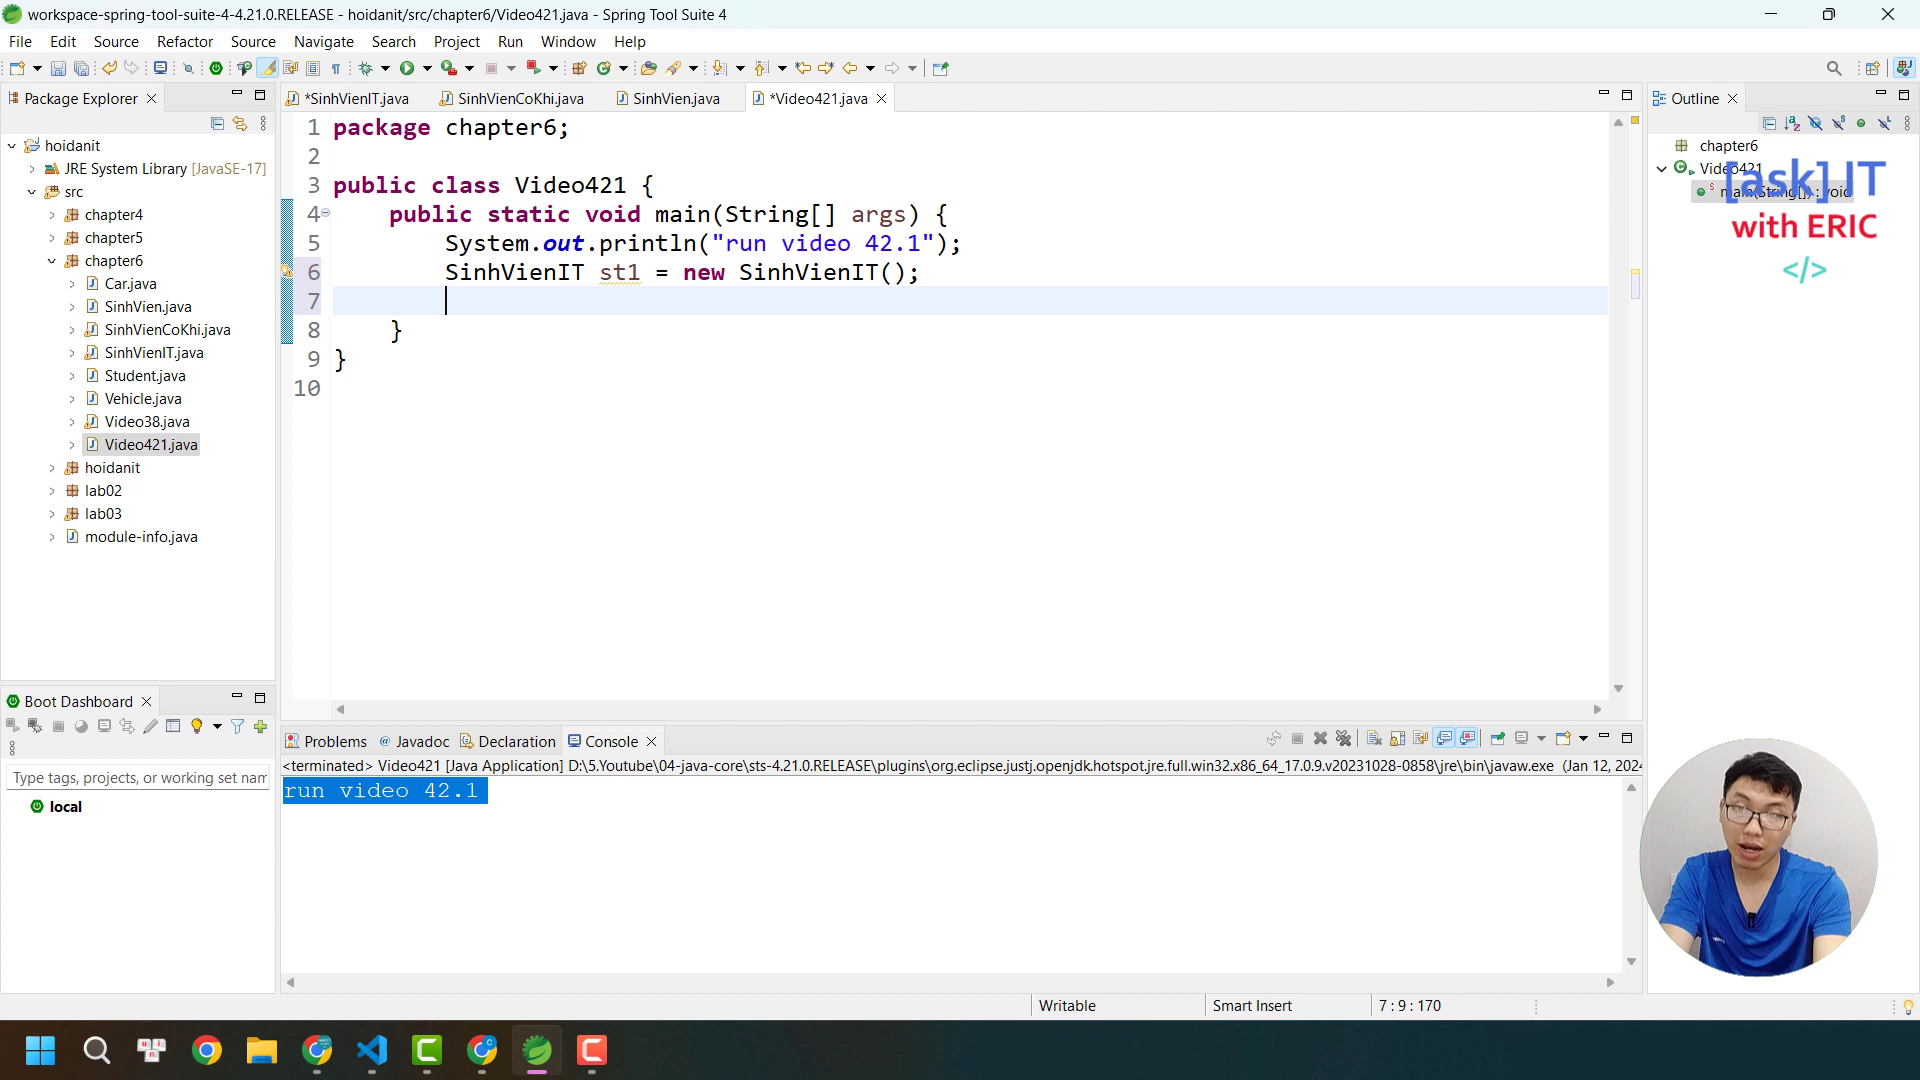 workspace-spring-tool-suite-4-4.21.0.RELEASE - hoidanit/src/chapter6/Video421.java - Spring Tool Suite 4
File Edit Source Refactor Source Navigate Search Project Run Window Help
Package Explorer
hoidanit
JRE System Library [JavaSE-17]
src
chapter4
chapter5
chapter6
Car.java
SinhVien.java
SinhVienCoKhi.java
SinhVienIT.java
Student.java
Vehicle.java
Video38.java
Video421.java
hoidanit
lab02
lab03
module-info.java
*SinhVienIT.java SinhVienCoKhi.java SinhVien.java *Video421.java
1 package chapter6;
2
3 public class Video421 {
4 public static void main(String[] args) {
5 System.out.println("run video 42.1");
6 SinhVienIT st1 = new SinhVienIT();
7
8 }
9 }
10
Outline
chapter6
Video421
main(String[]) : void
[ask] IT
with ERIC
</>
Boot Dashboard
Type tags, projects, or working set nam
local
Problems Javadoc Declaration Console
<terminated> Video421 [Java Application] D:\5.Youtube\04-java-core\sts-4.21.0.RELEASE\plugins\org.eclipse.justj.openjdk.hotspot.jre.full.win32.x86_64_17.0.9.v20231028-0858\jre\bin\javaw.exe (Jan 12, 2024
run video 42.1
Writable Smart Insert 7 : 9 : 170